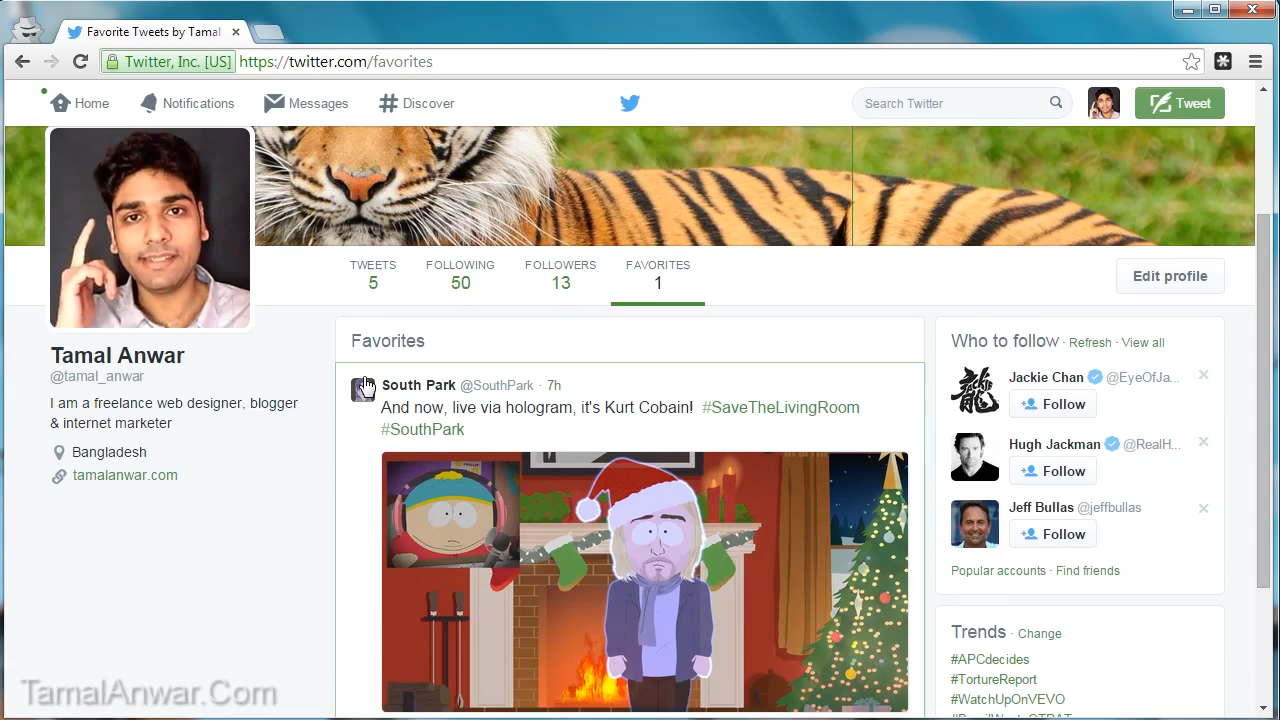 Favorite Tweets by Tamal
Twitter, Inc. [US] https://twitter.com/favorites
Home Notifications Messages # Discover Search Twitter Tweet
TWEETS FOLLOWING FOLLOWERS FAVORITES
5 50 13 1
Edit profile
Tamal Anwar
@tamal_anwar
I am a freelance web designer, blogger
& internet marketer
Bangladesh
tamalanwar.com
Favorites
South Park @SouthPark · 7h
And now, live via hologram, it's Kurt Cobain! #SaveTheLivingRoom
#SouthPark
Who to follow · Refresh · View all
Jackie Chan @EyeOfJa...
Follow
Hugh Jackman @RealH...
Follow
Jeff Bullas @jeffbullas
Follow
Popular accounts · Find friends
Trends · Change
#APCdecides
#TortureReport
#WatchUpOnVEVO
TamalAnwar.Com